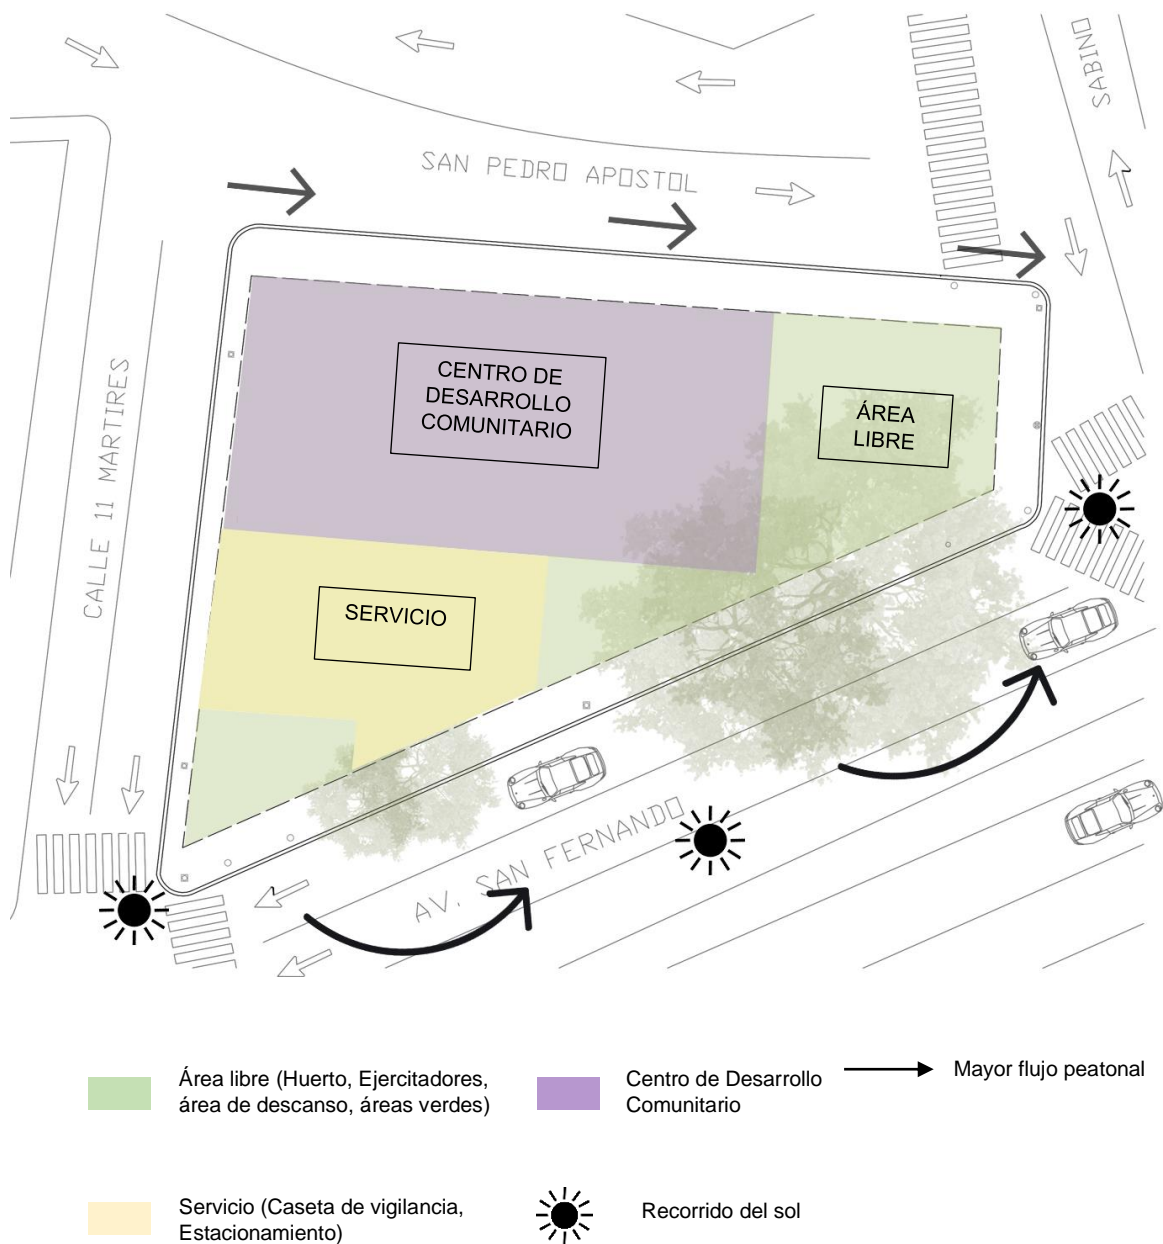 SABINO
SAN PEDRO APOSTOL
CENTRO DE
DESARROLLO
COMUNITARIO
ÁREA
LIBRE
CALLE 11 MARTIRES
SERVICIO
AV. SAN FERNANDO
Área libre (Huerto, Ejercitadores,
área de descanso, áreas verdes)
Centro de Desarrollo
Comunitario
Mayor flujo peatonal
Servicio (Caseta de vigilancia,
Estacionamiento)
Recorrido del sol